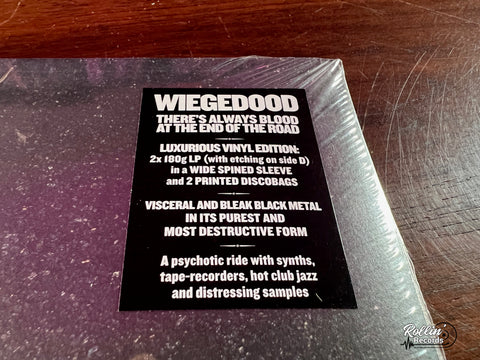 WIEGEDOOD
THERE'S ALWAYS BLOOD
AT THE END OF THE ROAD
LUXURIOUS VINYL EDITION:
2x 180g LP (with etching on side D)
in a WIDE SPINED SLEEVE
and 2 PRINTED DISCOBAGS
VISCERAL AND BLEAK BLACK METAL
IN ITS PUREST AND
MOST DESTRUCTIVE FORM
A psychotic ride with synths,
tape-recorders, hot club jazz
and distressing samples
Rollin'
Records